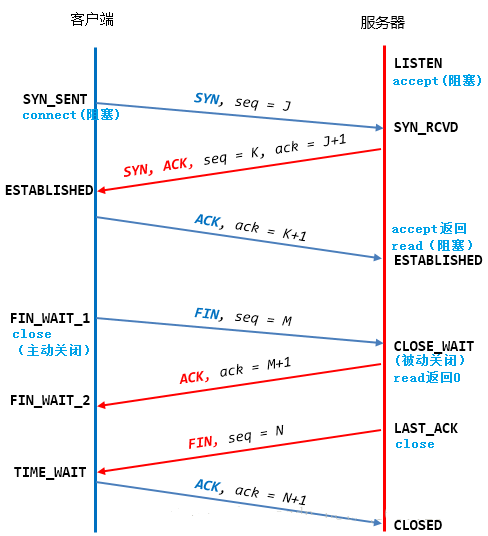 客户端
服务器
LISTEN
accept(阻塞)
SYN_SENT
connect(阻塞)
SYN, seq = J
SYN_RCVD
SYN, ACK, seq = K, ack = J+1
ESTABLISHED
ACK, ack = K+1
accept返回
read（阻塞）
ESTABLISHED
FIN_WAIT_1
close
（主动关闭）
FIN, seq = M
CLOSE_WAIT
(被动关闭)
read返回0
ACK, ack = M+1
FIN_WAIT_2
LAST_ACK
close
FIN, seq = N
TIME_WAIT
ACK, ack = N+1
CLOSED